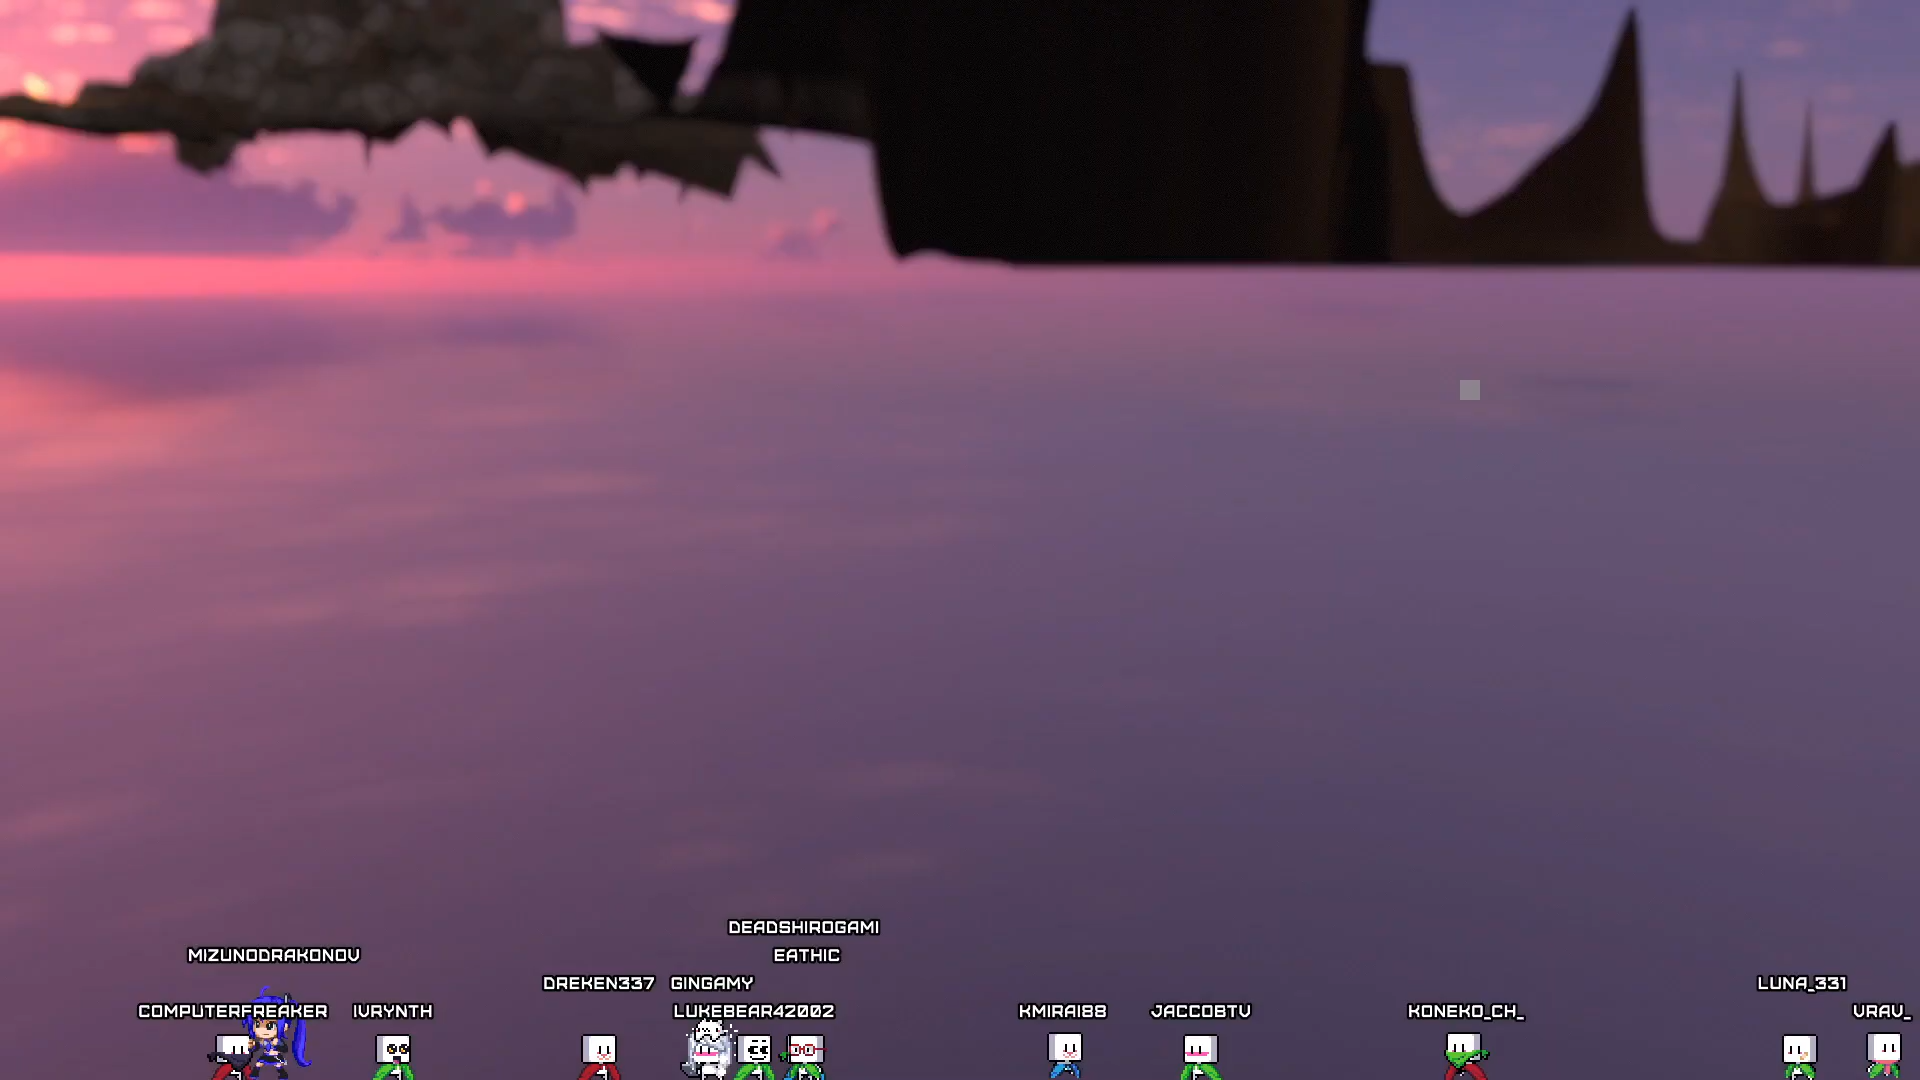 DEADSHIROGAMI
MIZUNODRAKONOV
EATHIC
DREKEN337
GINGAMY
LUNA_331
COMPUTERFREAKER
IVRYNTH
LUKEBEAR42002
KMIRAI88
JACCOBTV
KONEKO_CH_
VRAV_